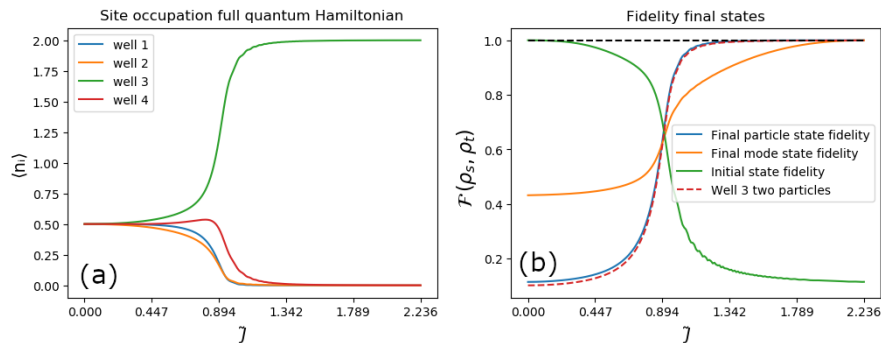 Site occupation full quantum Hamiltonian
2.00
1.75
1.50
1.25
1.00
0.75
0.50
0.25
0.00
⟨nᵢ⟩
well 1
well 2
well 3
well 4
(a)
0.000 0.447 0.894 1.342 1.789 2.236
J̃
Fidelity final states
1.0
0.8
0.6
0.4
0.2
ℱ(ρₛ, ρₜ)
Final particle state fidelity
Final mode state fidelity
Initial state fidelity
Well 3 two particles
(b)
0.000 0.447 0.894 1.342 1.789 2.236
J̃